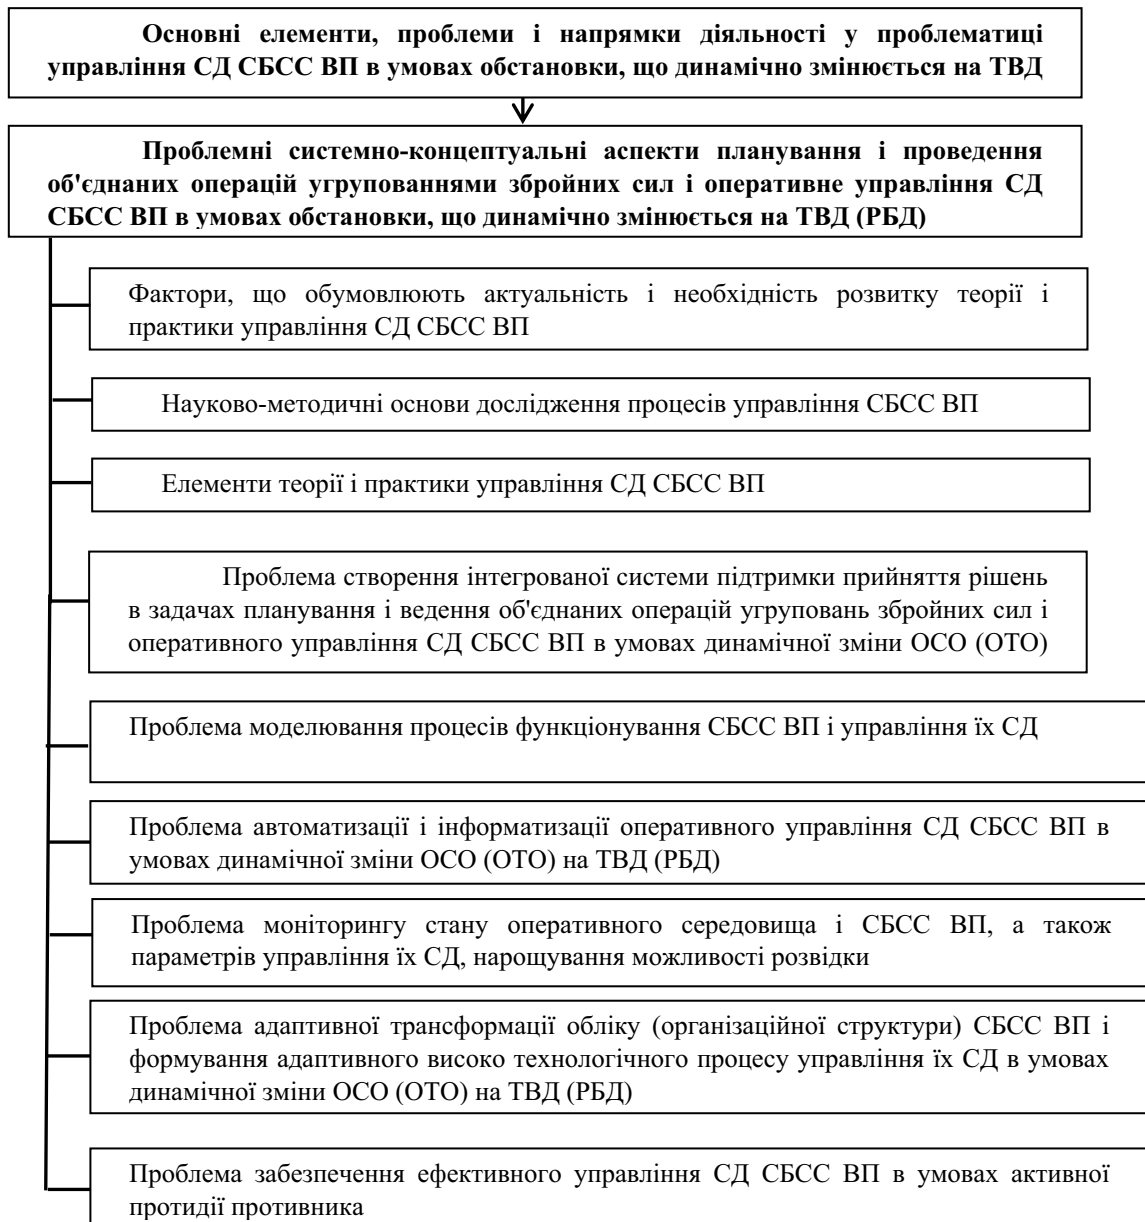 Основні елементи, проблеми і напрямки діяльності у проблематиці
управління СД СБСС ВП в умовах обстановки, що динамічно змінюється на ТВД
Проблемні системно-концептуальні аспекти планування і проведення
об'єднаних операцій угрупованнями збройних сил і оперативне управління СД
СБСС ВП в умовах обстановки, що динамічно змінюється на ТВД (РБД)
Фактори, що обумовлюють актуальність і необхідність розвитку теорії і
практики управління СД СБСС ВП
Науково-методичні основи дослідження процесів управління СБСС ВП
Елементи теорії і практики управління СД СБСС ВП
Проблема створення інтегрованої системи підтримки прийняття рішень
в задачах планування і ведення об'єднаних операцій угруповань збройних сил і
оперативного управління СД СБСС ВП в умовах динамічної зміни ОСО (ОТО)
Проблема моделювання процесів функціонування СБСС ВП і управління їх СД
Проблема автоматизації і інформатизації оперативного управління СД СБСС ВП в
умовах динамічної зміни ОСО (ОТО) на ТВД (РБД)
Проблема моніторингу стану оперативного середовища і СБСС ВП, а також
параметрів управління їх СД, нарощування можливості розвідки
Проблема адаптивної трансформації обліку (організаційної структури) СБСС ВП і
формування адаптивного високо технологічного процесу управління їх СД в умовах
динамічної зміни ОСО (ОТО) на ТВД (РБД)
Проблема забезпечення ефективного управління СД СБСС ВП в умовах активної
протидії противника